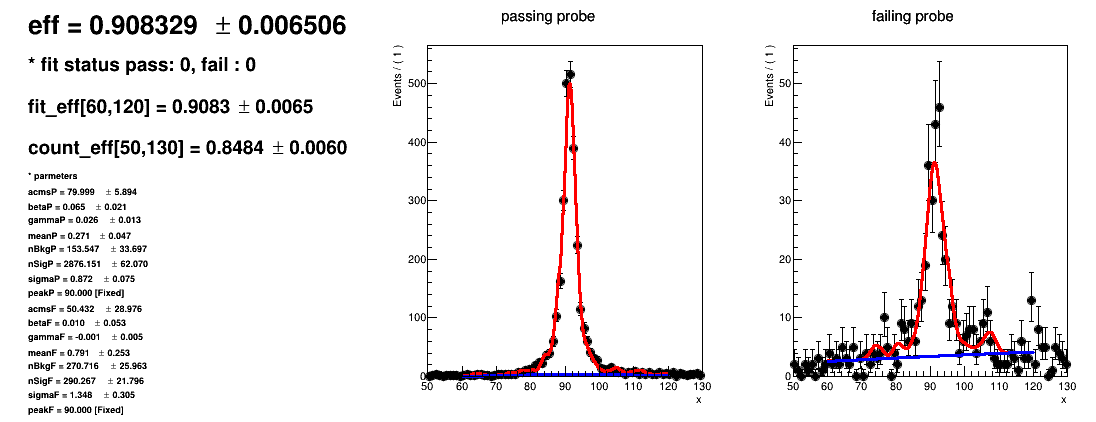 eff = 0.908329 ± 0.006506
* fit status pass: 0, fail : 0
fit_eff[60,120] = 0.9083 ± 0.0065
count_eff[50,130] = 0.8484 ± 0.0060
* parmeters
acmsP = 79.999 ± 5.894
betaP = 0.065 ± 0.021
gammaP = 0.026 ± 0.013
meanP = 0.271 ± 0.047
nBkgP = 153.547 ± 33.697
nSigP = 2876.151 ± 62.070
sigmaP = 0.872 ± 0.075
peakP = 90.000 [Fixed]
acmsF = 50.432 ± 28.976
betaF = 0.010 ± 0.053
gammaF = -0.001 ± 0.005
meanF = 0.791 ± 0.253
nBkgF = 270.716 ± 25.963
nSigF = 290.267 ± 21.796
sigmaF = 1.348 ± 0.305
peakF = 90.000 [Fixed]
passing probe
Events / ( 1 )
500
400
300
200
100
0
50 60 70 80 90 100 110 120 130
x
failing probe
Events / ( 1 )
50
40
30
20
10
0
50 60 70 80 90 100 110 120 130
x